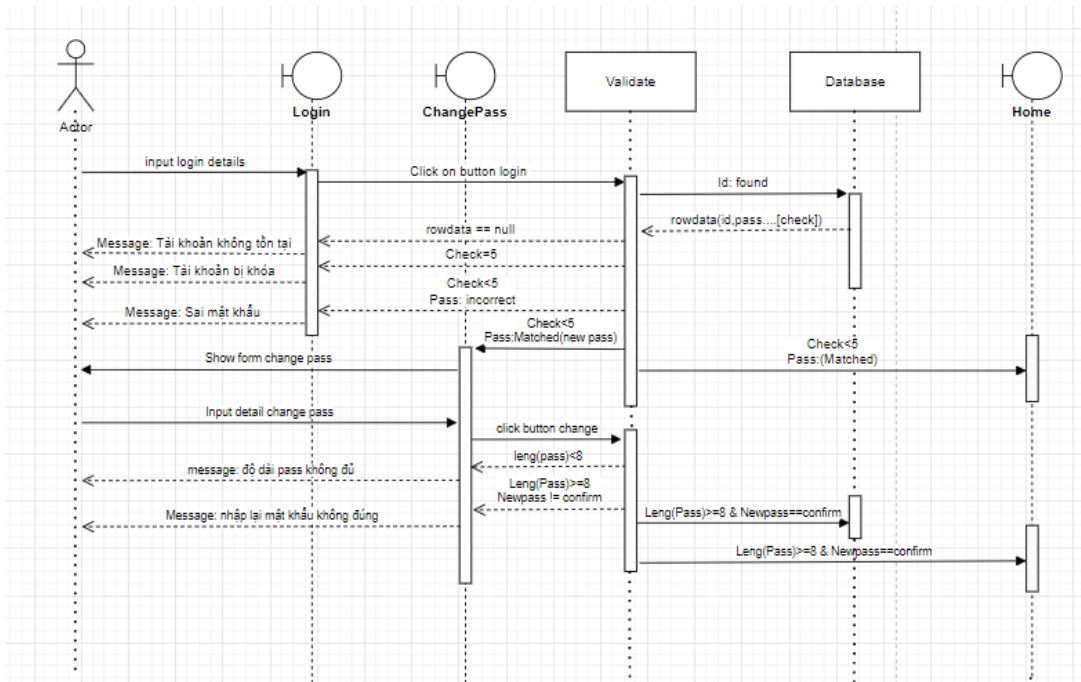 Actor
Login
ChangePass
Validate
Database
Home
input login details
Click on button login
Id: found
rowdata(id,pass....[check])
rowdata == null
Message: Tài khoản không tồn tại
Check=5
Message: Tài khoản bị khóa
Check<5
Pass: incorrect
Message: Sai mật khẩu
Check<5
Pass:Matched(new pass)
Check<5
Pass:(Matched)
Show form change pass
Input detail change pass
click button change
leng(pass)<8
message: độ dài pass không đủ
Leng(Pass)>=8
Newpass != confirm
Message: nhập lại mật khẩu không đúng
Leng(Pass)>=8 & Newpass==confirm
Leng(Pass)>=8 & Newpass==confirm